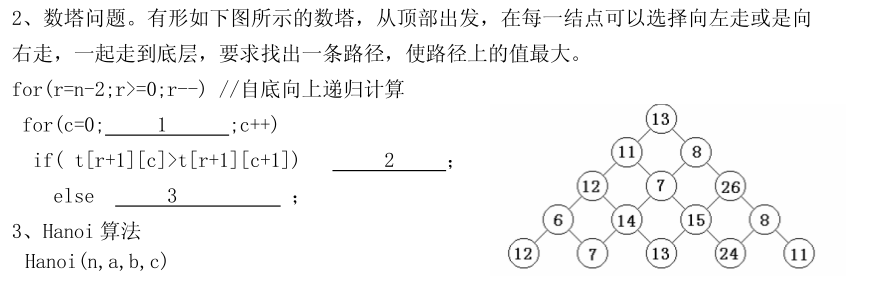 2、数塔问题。有形如下图所示的数塔，从顶部出发，在每一结点可以选择向左走或是向
右走，一起走到底层，要求找出一条路径，使路径上的值最大。
for(r=n-2;r>=0;r--) //自底向上递归计算
for(c=0; 1 ;c++)
if( t[r+1][c]>t[r+1][c+1]) 2 ;
else 3 ;
3、Hanoi 算法
Hanoi(n,a,b,c)
13
11 8
12 7 26
6 14 15 8
12 7 13 24 11